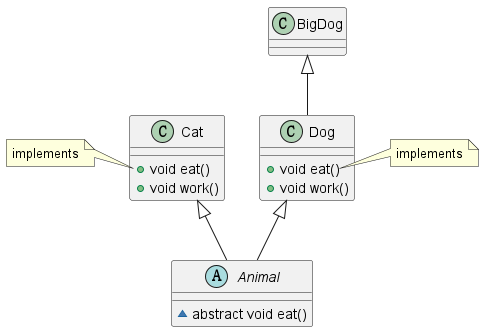 C BigDog
C Cat
void eat()
void work()
implements
C Dog
void eat()
void work()
implements
A Animal
abstract void eat()